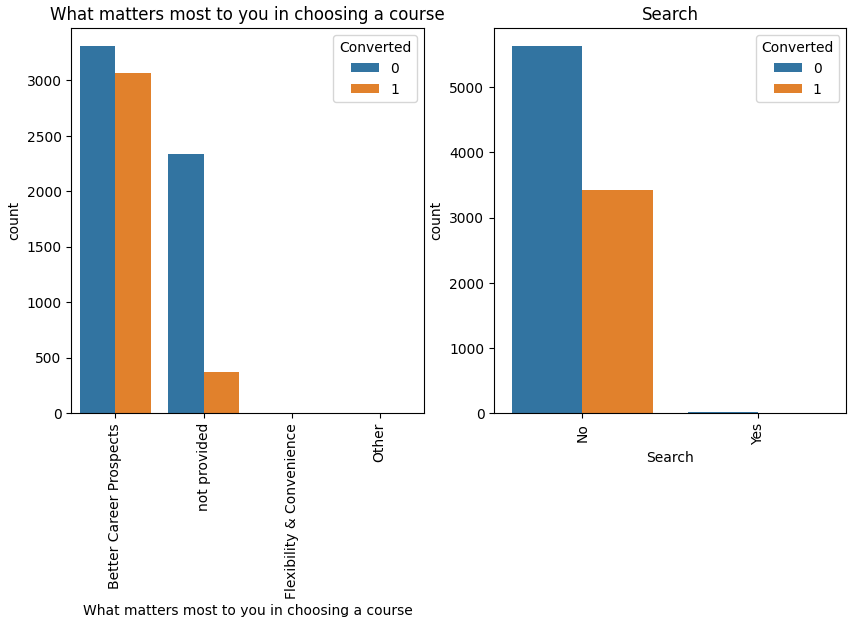 What matters most to you in choosing a course
Converted
0
1
3000
2500
2000
1500
1000
500
0
count
Better Career Prospects
not provided
Flexibility & Convenience
Other
What matters most to you in choosing a course
Search
Converted
0
1
5000
4000
3000
2000
1000
0
count
No
Yes
Search